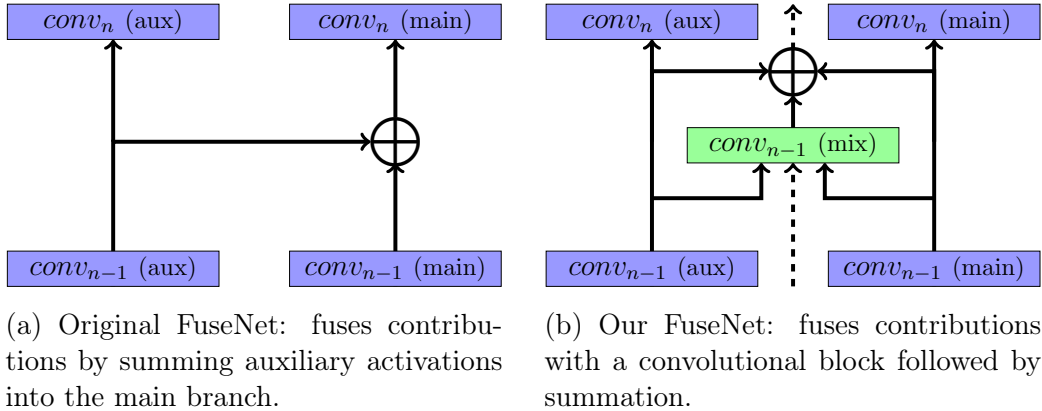 conv_n (aux)
conv_n (main)
conv_{n−1} (aux)
conv_{n−1} (main)
(a) Original FuseNet: fuses contribu-
tions by summing auxiliary activations
into the main branch.
conv_n (aux)
conv_n (main)
conv_{n−1} (mix)
conv_{n−1} (aux)
conv_{n−1} (main)
(b) Our FuseNet: fuses contributions
with a convolutional block followed by
summation.